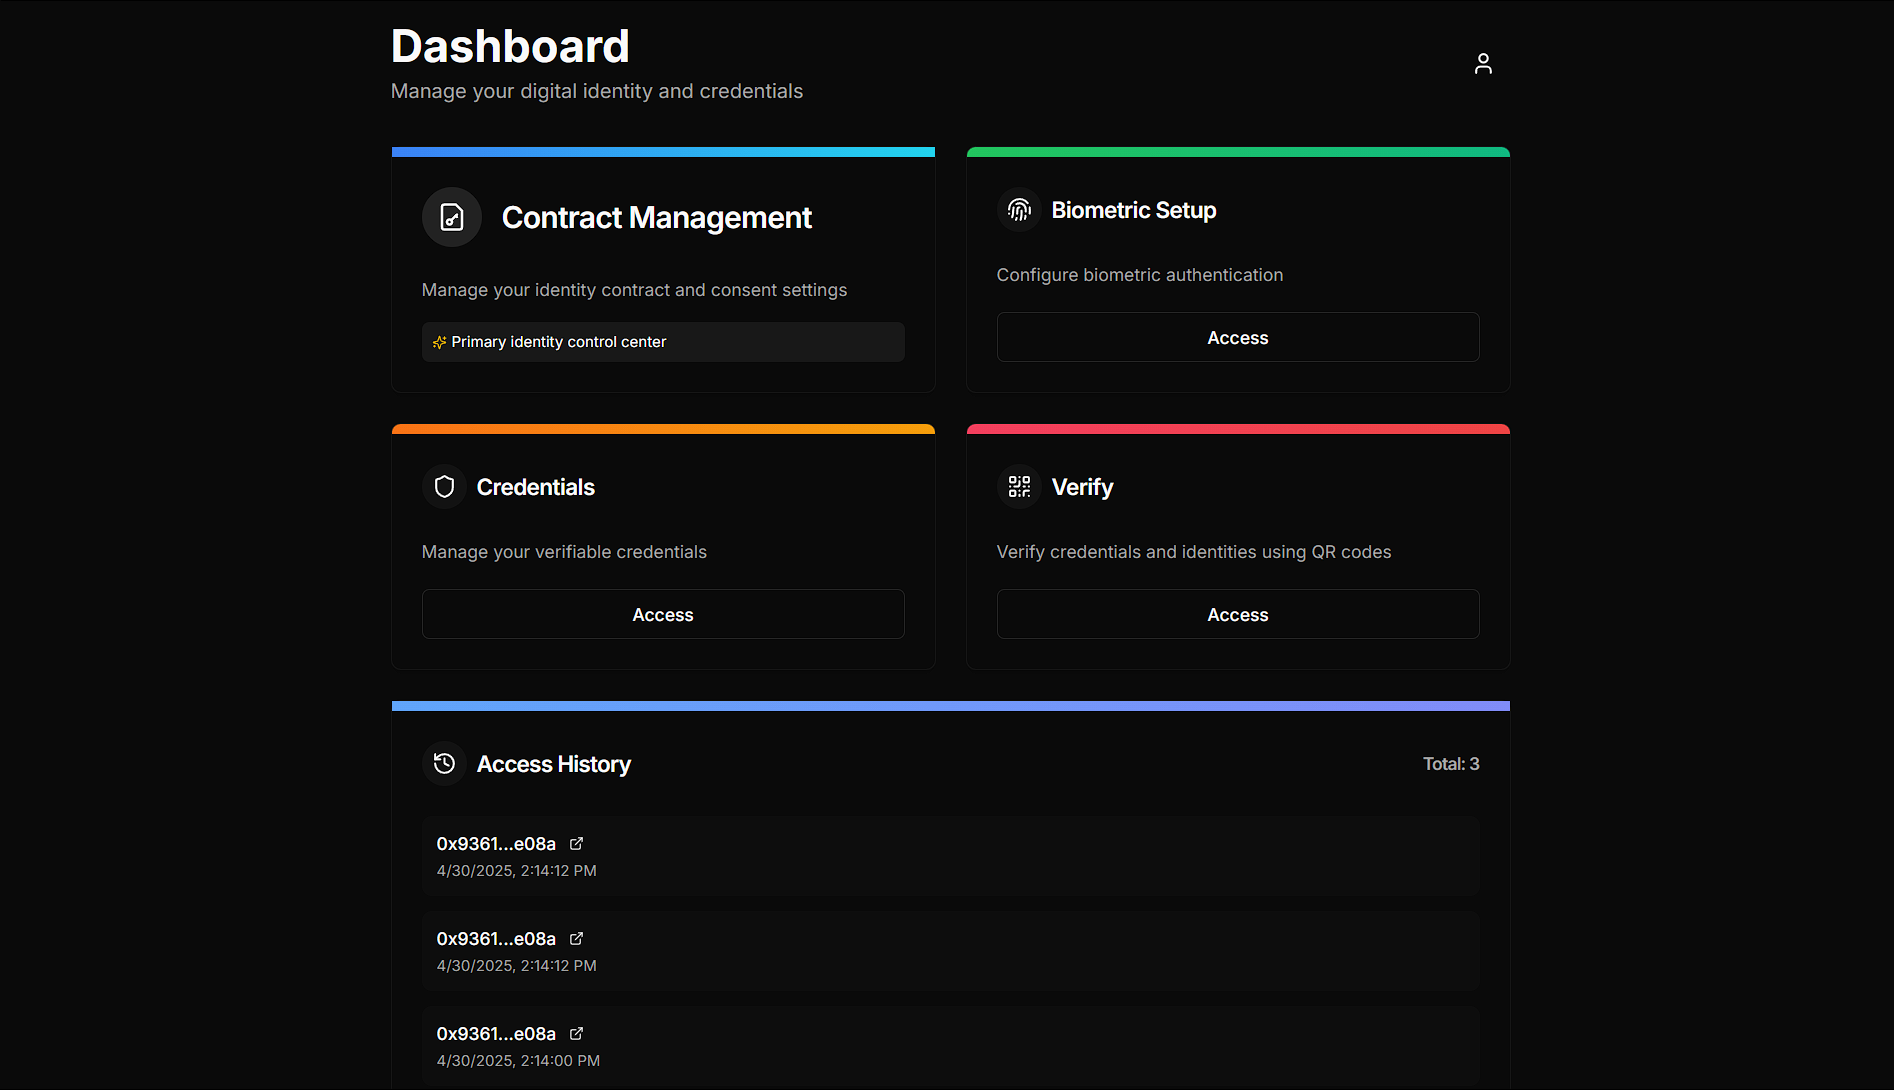 Dashboard
Manage your digital identity and credentials
Contract Management
Manage your identity contract and consent settings
Primary identity control center
Biometric Setup
Configure biometric authentication
Access
Credentials
Manage your verifiable credentials
Access
Verify
Verify credentials and identities using QR codes
Access
Access History
Total: 3
0x9361...e08a
4/30/2025, 2:14:12 PM
0x9361...e08a
4/30/2025, 2:14:12 PM
0x9361...e08a
4/30/2025, 2:14:00 PM